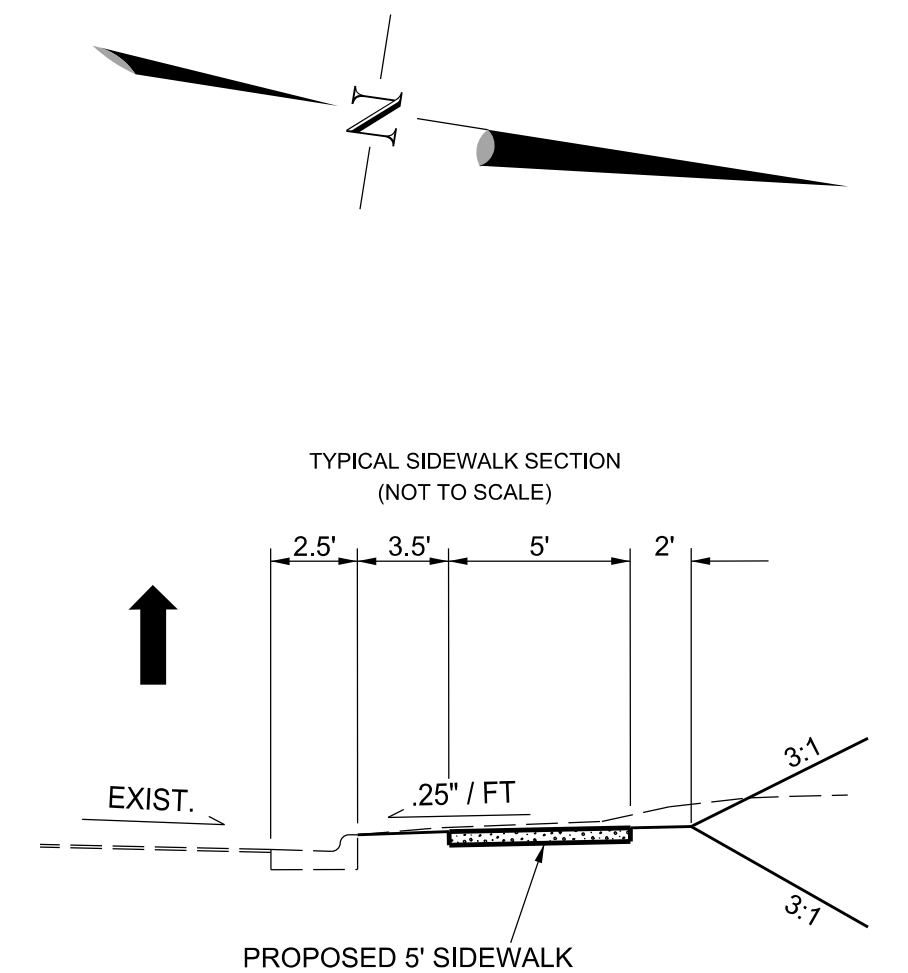 N
TYPICAL SIDEWALK SECTION
(NOT TO SCALE)
2.5' 3.5' 5' 2'
EXIST. .25" / FT 3:1
3:1
PROPOSED 5' SIDEWALK